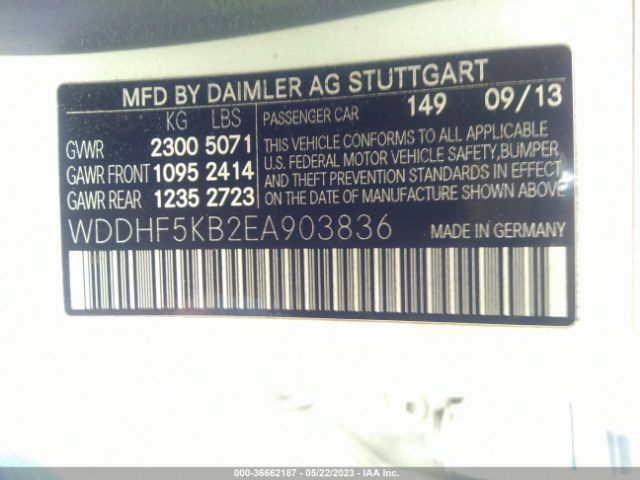 MFD BY DAIMLER AG STUTTGART
KG LBS PASSENGER CAR 149 09/13
GVWR 2300 5071
GAWR FRONT 1095 2414
GAWR REAR 1235 2723
THIS VEHICLE CONFORMS TO ALL APPLICABLE
U.S. FEDERAL MOTOR VEHICLE SAFETY,BUMPER
AND THEFT PREVENTION STANDARDS IN EFFECT
ON DATE OF MANUFACTURE SHOWN ABOVE
WDDHF5KB2EA903836 MADE IN GERMANY
000-36662187 - 05/22/2023 - IAA Inc.